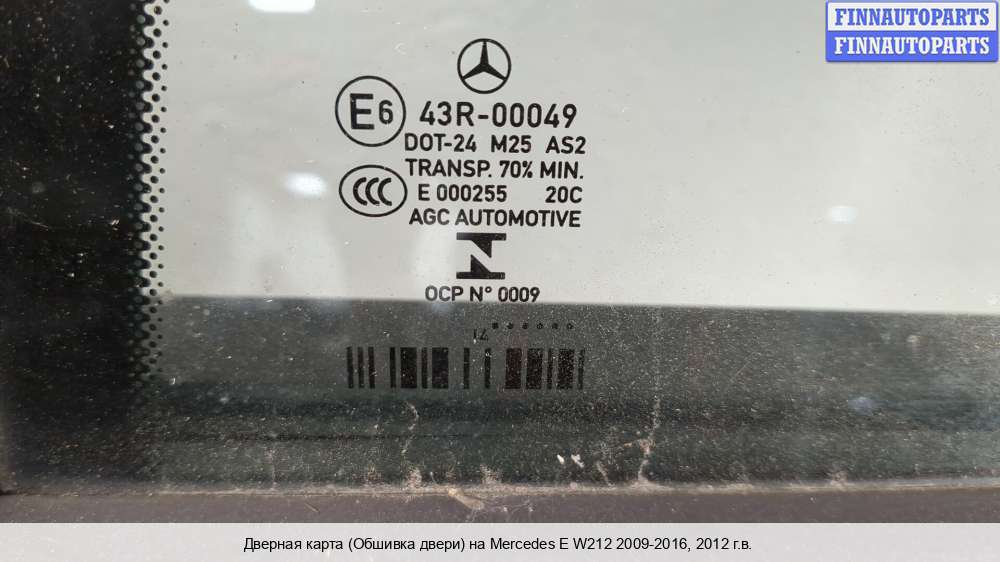 FINNAUTOPARTS
FINNAUTOPARTS
E6 43R-00049
DOT-24 M25 AS2
TRANSP. 70% MIN.
CCC E 000255 20C
AGC AUTOMOTIVE
OCP N° 0009
Дверная карта (Обшивка двери) на Mercedes E W212 2009-2016, 2012 г.в.